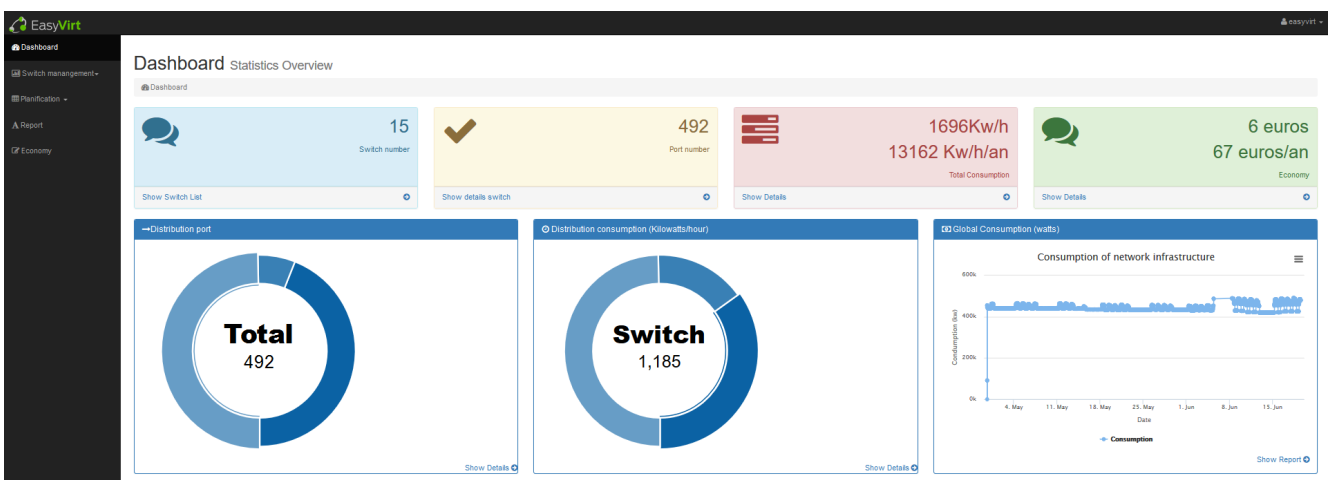 EasyVirt
easyvirt
Dashboard
Switch manangement
Planification
Report
Economy
Dashboard Statistics Overview
Dashboard
15
Switch number
Show Switch List
492
Port number
Show details switch
1696Kw/h
13162 Kw/h/an
Total Consumption
Show Details
6 euros
67 euros/an
Economy
Show Details
Distribution port
Total
492
Show Details
Distribution consumption (Kilowatts/hour)
Switch
1,185
Show Details
Global Consumption (watts)
Consumption of network infrastructure
600k
400k
200k
0k
4. May 11. May 18. May 25. May 1. Jun 8. Jun 15. Jun
Date
Consumption
Show Report